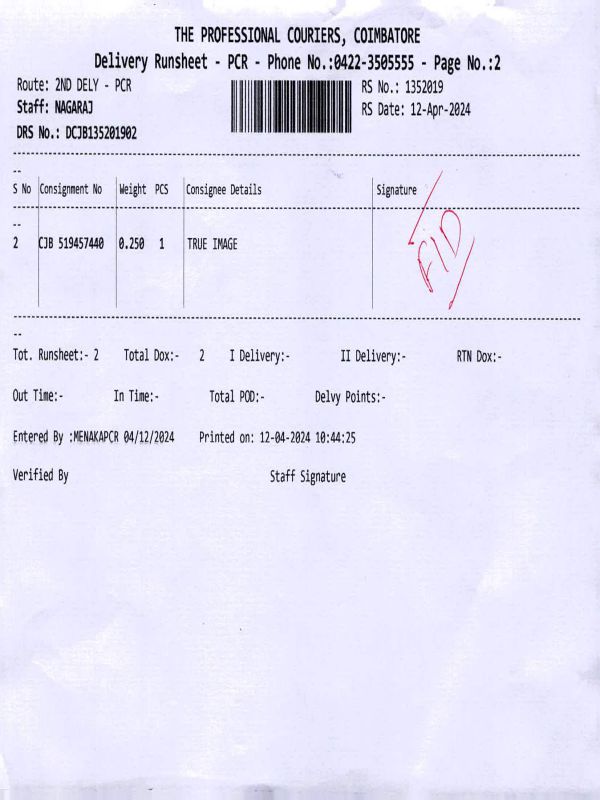 THE PROFESSIONAL COURIERS, COIMBATORE
Delivery Runsheet - PCR - Phone No.:0422-3505555 - Page No.:2
Route: 2ND DELY - PCR RS No.: 1352019
Staff: NAGARAJ RS Date: 12-Apr-2024
DRS No.: DCJB135201902
--
S No Consignment No Weight PCS Consignee Details Signature
--
2 CJB 519457440 0.250 1 TRUE IMAGE
--
Tot. Runsheet:- 2 Total Dox:- 2 I Delivery:- II Delivery:- RTN Dox:-
Out Time:- In Time:- Total POD:- Delvy Points:-
Entered By :MENAKAPCR 04/12/2024 Printed on: 12-04-2024 10:44:25
Verified By Staff Signature